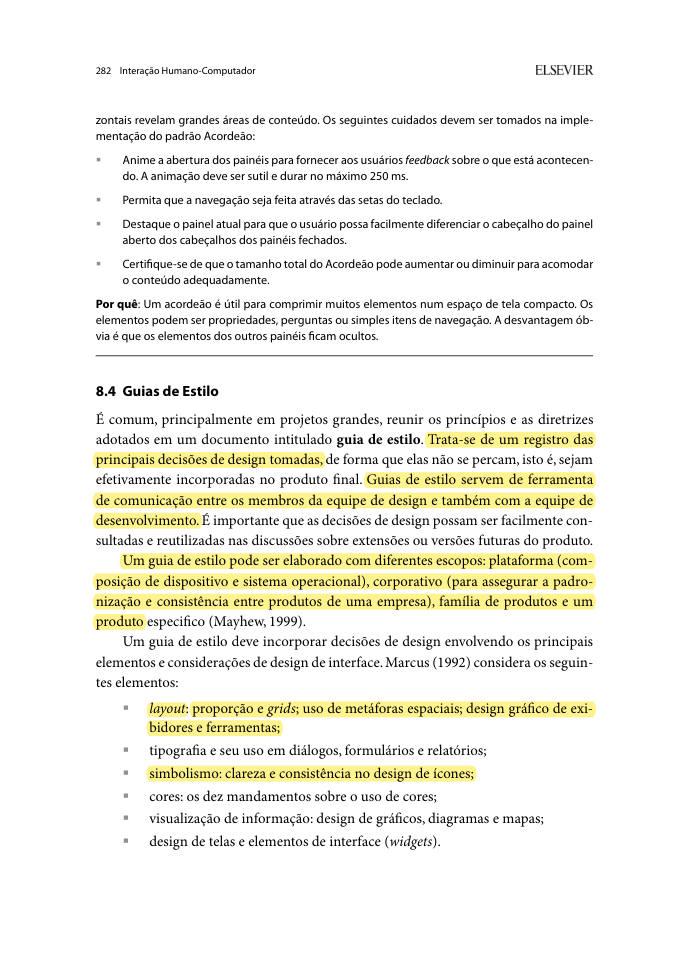 282 Interação Humano-Computador
ELSEVIER
zontais revelam grandes áreas de conteúdo. Os seguintes cuidados devem ser tomados na imple-
mentação do padrão Acordeão:
▪ Anime a abertura dos painéis para fornecer aos usuários feedback sobre o que está acontecen-
do. A animação deve ser sutil e durar no máximo 250 ms.
▪ Permita que a navegação seja feita através das setas do teclado.
▪ Destaque o painel atual para que o usuário possa facilmente diferenciar o cabeçalho do painel
aberto dos cabeçalhos dos painéis fechados.
▪ Certifique-se de que o tamanho total do Acordeão pode aumentar ou diminuir para acomodar
o conteúdo adequadamente.
Por quê: Um acordeão é útil para comprimir muitos elementos num espaço de tela compacto. Os
elementos podem ser propriedades, perguntas ou simples itens de navegação. A desvantagem ób-
via é que os elementos dos outros painéis ficam ocultos.
8.4 Guias de Estilo
É comum, principalmente em projetos grandes, reunir os princípios e as diretrizes
adotados em um documento intitulado guia de estilo. Trata-se de um registro das
principais decisões de design tomadas, de forma que elas não se percam, isto é, sejam
efetivamente incorporadas no produto final. Guias de estilo servem de ferramenta
de comunicação entre os membros da equipe de design e também com a equipe de
desenvolvimento. É importante que as decisões de design possam ser facilmente con-
sultadas e reutilizadas nas discussões sobre extensões ou versões futuras do produto.
Um guia de estilo pode ser elaborado com diferentes escopos: plataforma (com-
posição de dispositivo e sistema operacional), corporativo (para assegurar a padro-
nização e consistência entre produtos de uma empresa), família de produtos e um
produto especifico (Mayhew, 1999).
Um guia de estilo deve incorporar decisões de design envolvendo os principais
elementos e considerações de design de interface. Marcus (1992) considera os seguin-
tes elementos:
▪ layout: proporção e grids; uso de metáforas espaciais; design gráfico de exi-
bidores e ferramentas;
▪ tipografia e seu uso em diálogos, formulários e relatórios;
▪ simbolismo: clareza e consistência no design de ícones;
▪ cores: os dez mandamentos sobre o uso de cores;
▪ visualização de informação: design de gráficos, diagramas e mapas;
▪ design de telas e elementos de interface (widgets).